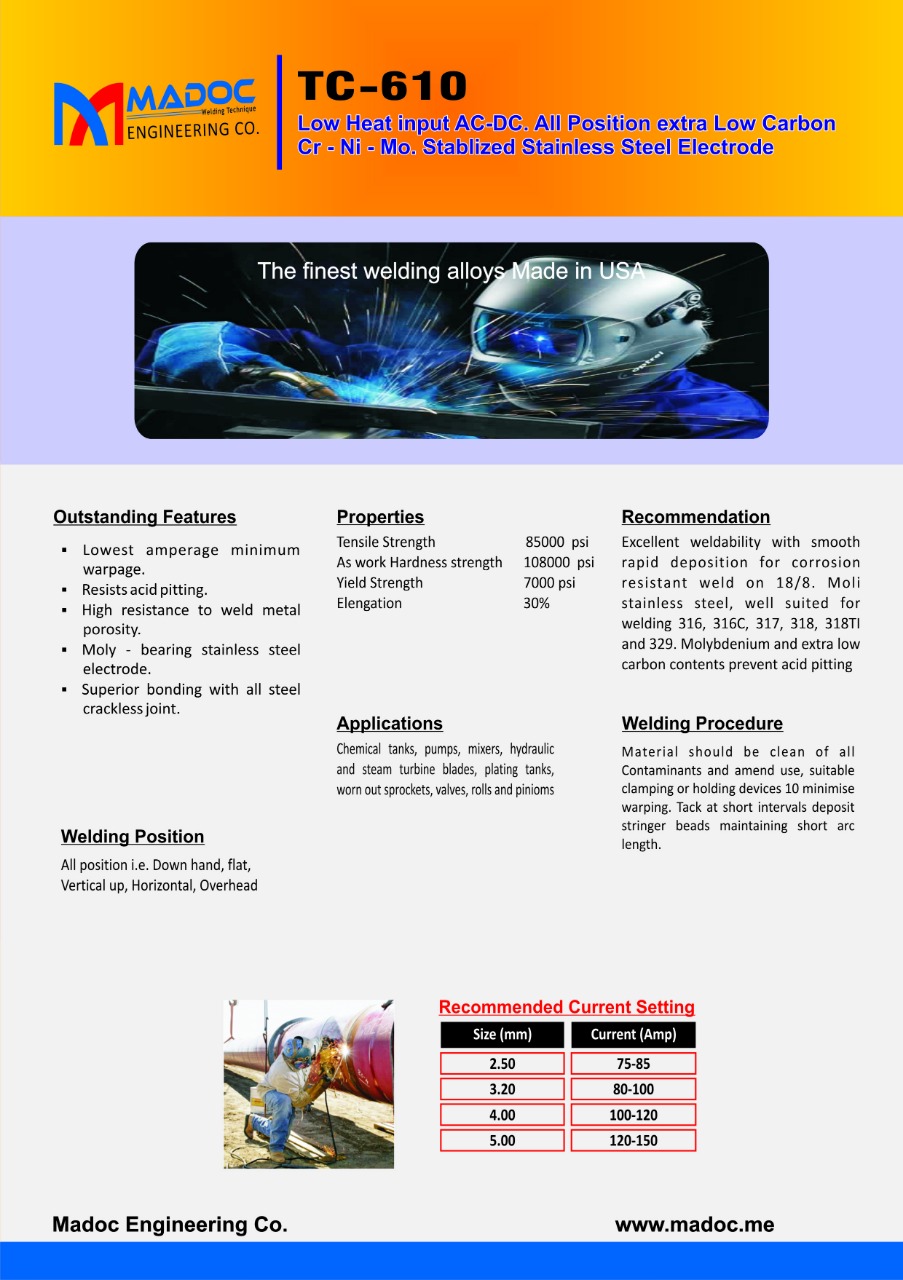 MADOC
Welding Technique
ENGINEERING CO.
TC-610
Low Heat input AC-DC. All Position extra Low Carbon
Cr - Ni - Mo. Stablized Stainless Steel Electrode
The finest welding alloys Made in USA
optrel
Outstanding Features
▪ Lowest amperage minimum
warpage.
▪ Resists acid pitting.
▪ High resistance to weld metal
porosity.
▪ Moly - bearing stainless steel
electrode.
▪ Superior bonding with all steel
crackless joint.
Welding Position
All position i.e. Down hand, flat,
Vertical up, Horizontal, Overhead
Properties
Tensile Strength 85000 psi
As work Hardness strength 108000 psi
Yield Strength 7000 psi
Elengation 30%
Applications
Chemical tanks, pumps, mixers, hydraulic
and steam turbine blades, plating tanks,
worn out sprockets, valves, rolls and pinioms
Recommendation
Excellent weldability with smooth
rapid deposition for corrosion
resistant weld on 18/8. Moli
stainless steel, well suited for
welding 316, 316C, 317, 318, 318TI
and 329. Molybdenium and extra low
carbon contents prevent acid pitting
Welding Procedure
Material should be clean of all
Contaminants and amend use, suitable
clamping or holding devices 10 minimise
warping. Tack at short intervals deposit
stringer beads maintaining short arc
length.
Recommended Current Setting
Size (mm) Current (Amp)
2.50 75-85
3.20 80-100
4.00 100-120
5.00 120-150
Madoc Engineering Co.
www.madoc.me